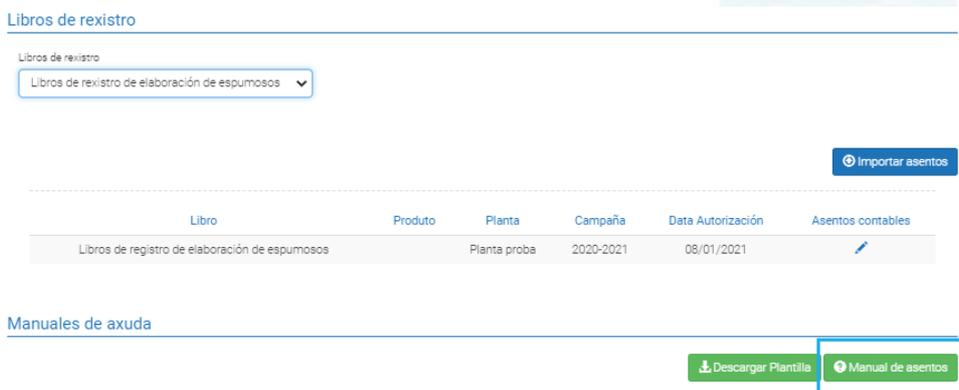 Libros de rexistro
Libros de rexistro
Libros de rexistro de elaboración de espumosos
Importar asentos
Libro Produto Planta Campaña Data Autorización Asentos contables
Libros de registro de elaboración de espumosos Planta proba 2020-2021 08/01/2021
Manuales de axuda
Descargar Plantilla Manual de asentos